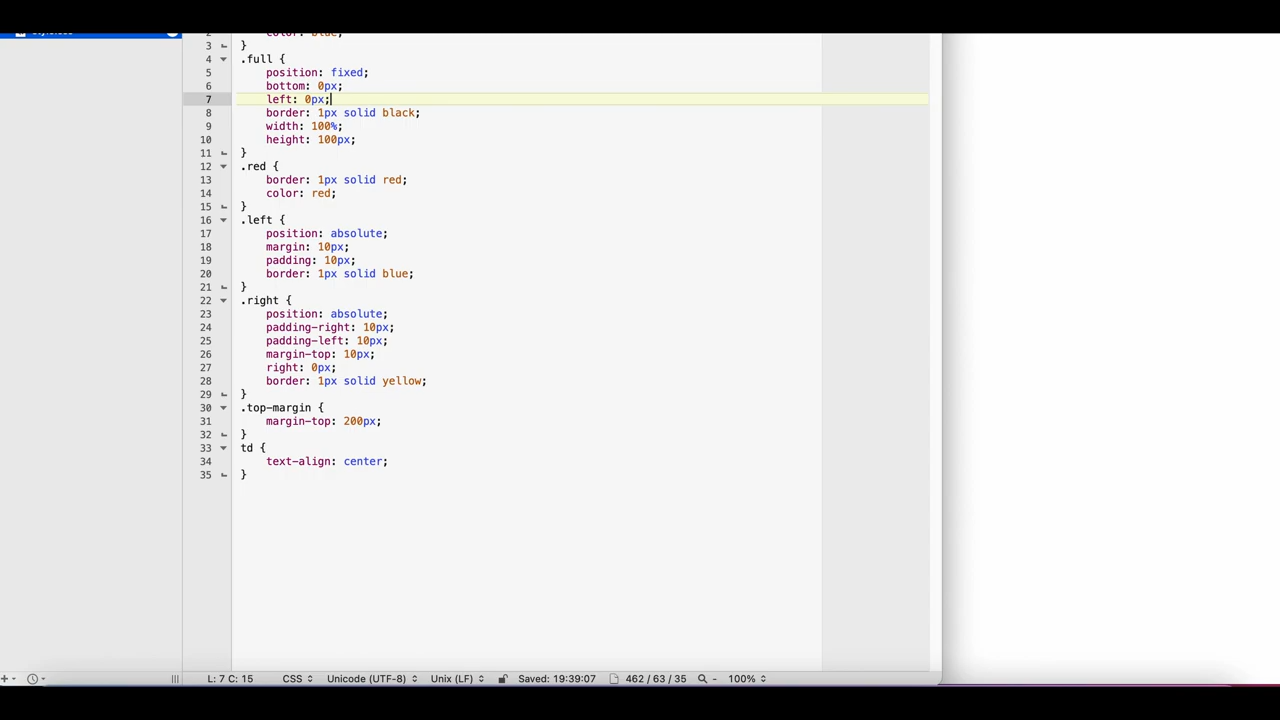 2 color: blue;
3 }
4 .full {
5 position: fixed;
6 bottom: 0px;
7 left: 0px;
8 border: 1px solid black;
9 width: 100%;
10 height: 100px;
11 }
12 .red {
13 border: 1px solid red;
14 color: red;
15 }
16 .left {
17 position: absolute;
18 margin: 10px;
19 padding: 10px;
20 border: 1px solid blue;
21 }
22 .right {
23 position: absolute;
24 padding-right: 10px;
25 padding-left: 10px;
26 margin-top: 10px;
27 right: 0px;
28 border: 1px solid yellow;
29 }
30 .top-margin {
31 margin-top: 200px;
32 }
33 td {
34 text-align: center;
35 }
L: 7 C: 15 CSS Unicode (UTF-8) Unix (LF) Saved: 19:39:07 462 / 63 / 35 100%